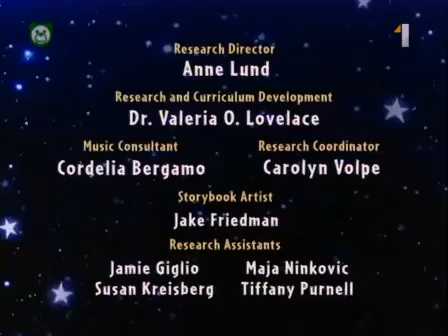 1
Research Director
Anne Lund
Research and Curriculum Development
Dr. Valeria O. Lovelace
Music Consultant Research Coordinator
Cordelia Bergamo Carolyn Volpe
Storybook Artist
Jake Friedman
Research Assistants
Jamie Giglio Maja Ninkovic
Susan Kreisberg Tiffany Purnell